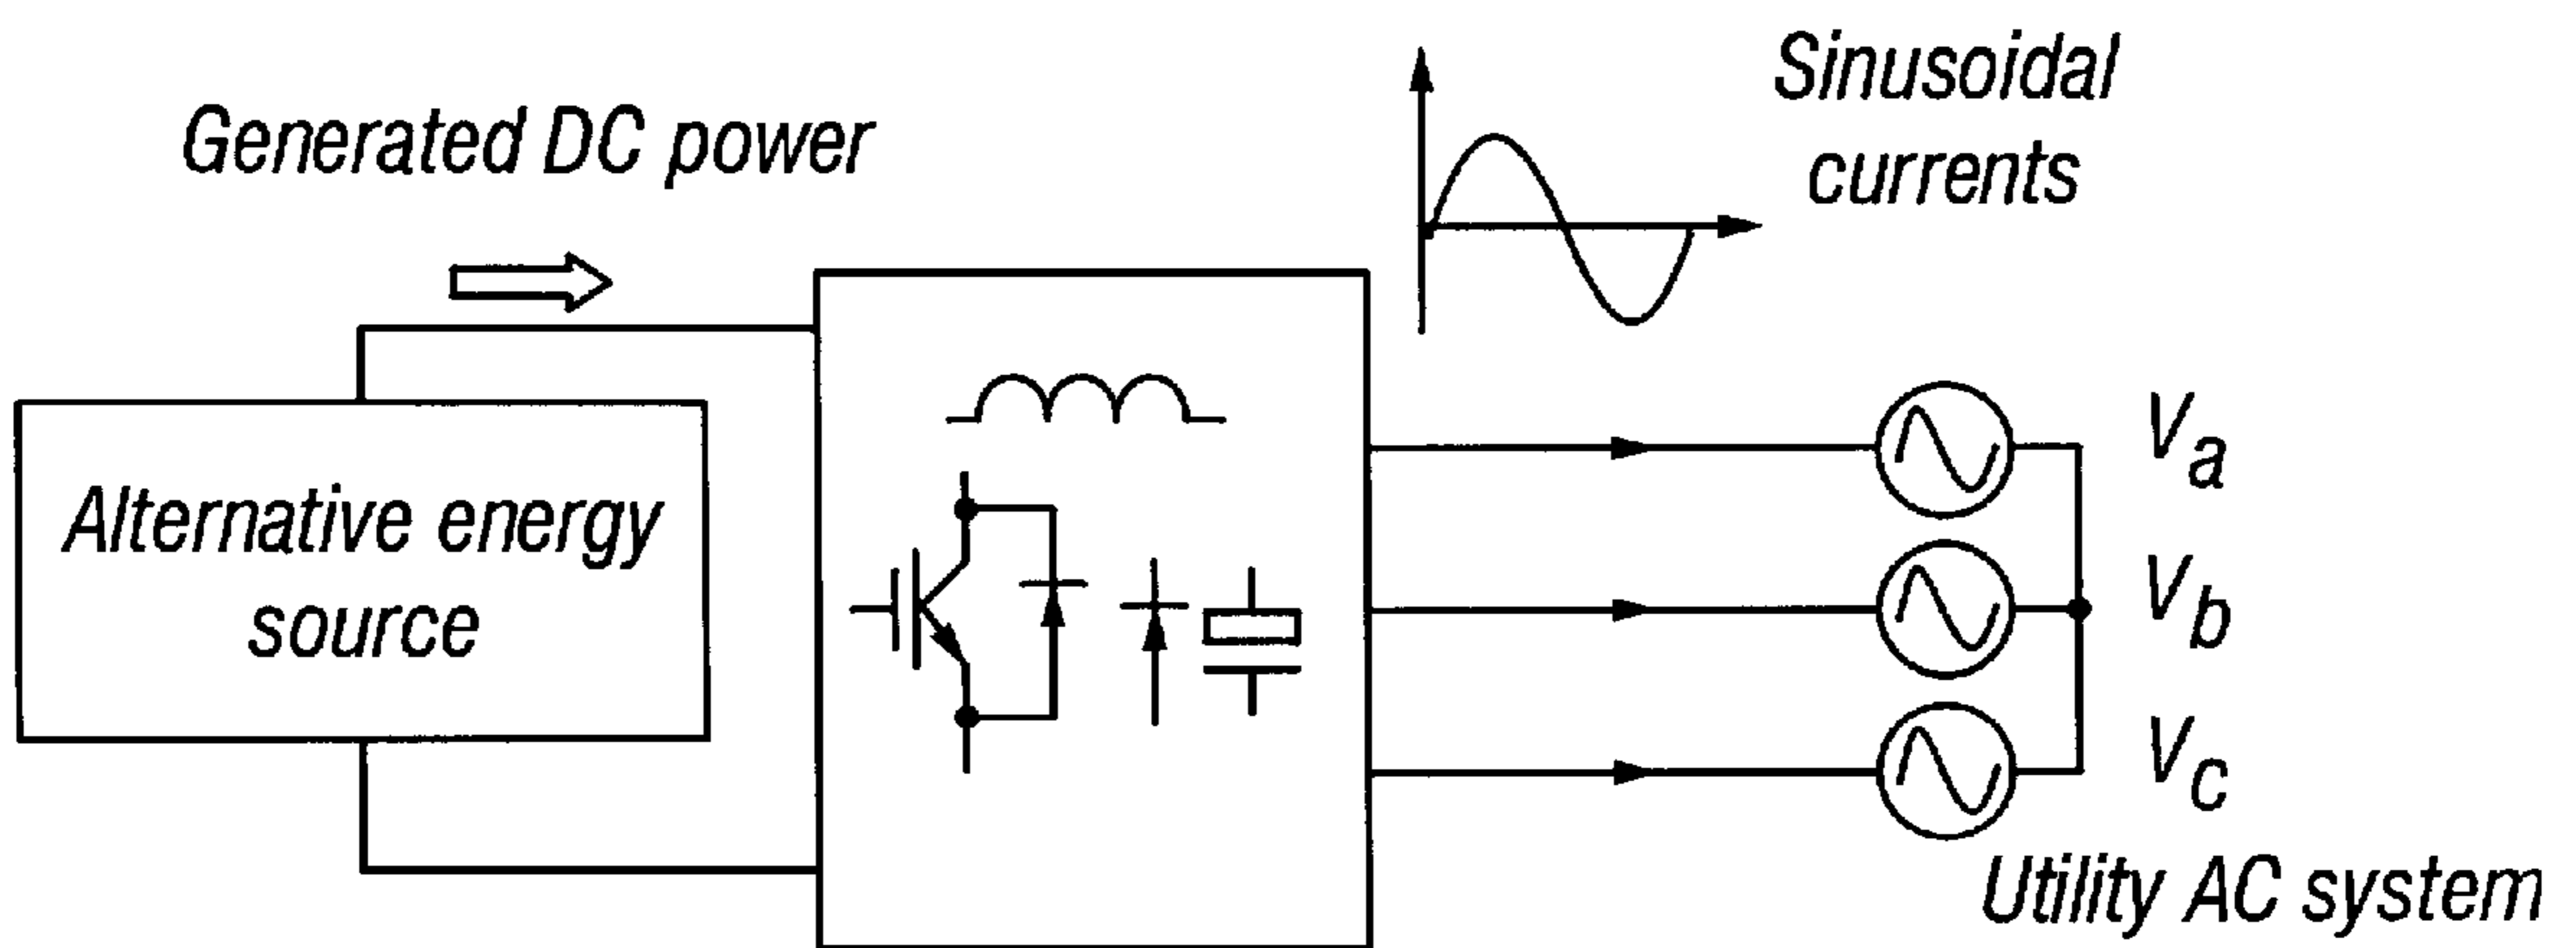 Generated DC power
Sinusoidal
currents
Alternative energy
source
Va
Vb
Vc
Utility AC system